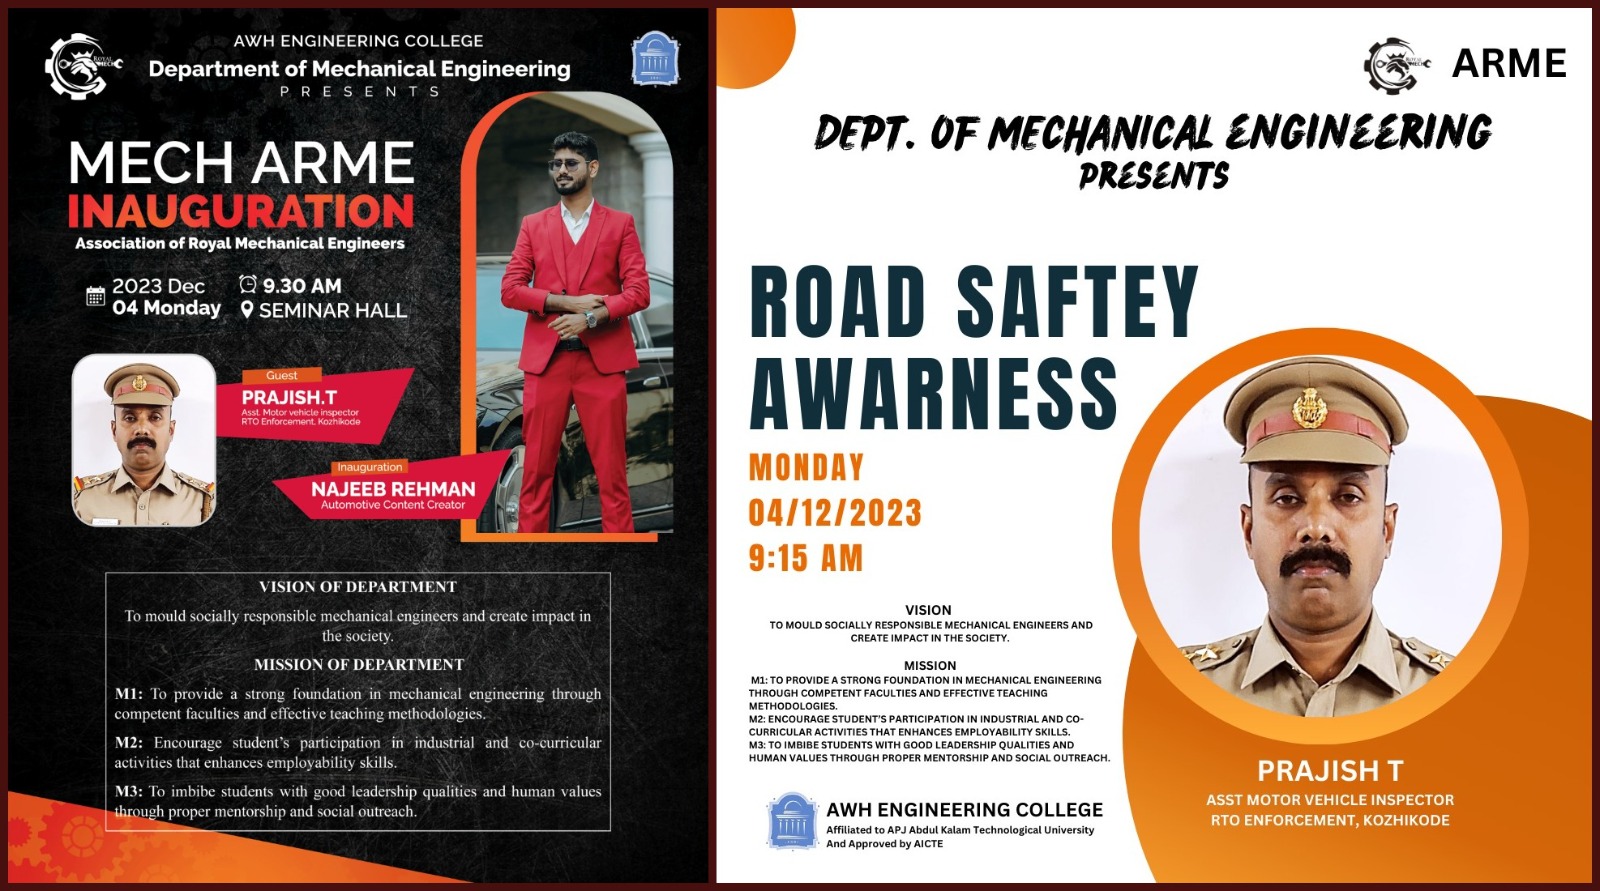 ROYAL
MECH
AWH ENGINEERING COLLEGE
Department of Mechanical Engineering
PRESENTS
MECH ARME
INAUGURATION
Association of Royal Mechanical Engineers
2023 Dec
04 Monday
9.30 AM
SEMINAR HALL
Guest
PRAJISH.T
Asst. Motor vehicle inspector
RTO Enforcement, Kozhikode
Inauguration
NAJEEB REHMAN
Automotive Content Creator
VISION OF DEPARTMENT
To mould socially responsible mechanical engineers and create impact in
the society.
MISSION OF DEPARTMENT
M1: To provide a strong foundation in mechanical engineering through
competent faculties and effective teaching methodologies.
M2: Encourage student's participation in industrial and co-curricular
activities that enhances employability skills.
M3: To imbibe students with good leadership qualities and human values
through proper mentorship and social outreach.
ROYAL
MECH
ARME
DEPT. OF MECHANICAL ENGINEERING
PRESENTS
ROAD SAFTEY
AWARNESS
MONDAY
04/12/2023
9:15 AM
VISION
TO MOULD SOCIALLY RESPONSIBLE MECHANICAL ENGINEERS AND
CREATE IMPACT IN THE SOCIETY.
MISSION
M1: TO PROVIDE A STRONG FOUNDATION IN MECHANICAL ENGINEERING
THROUGH COMPETENT FACULTIES AND EFFECTIVE TEACHING
METHODOLOGIES.
M2: ENCOURAGE STUDENT'S PARTICIPATION IN INDUSTRIAL AND CO-
CURRICULAR ACTIVITIES THAT ENHANCES EMPLOYABILITY SKILLS.
M3: TO IMBIBE STUDENTS WITH GOOD LEADERSHIP QUALITIES AND
HUMAN VALUES THROUGH PROPER MENTORSHIP AND SOCIAL OUTREACH.
AWH ENGINEERING COLLEGE
Affiliated to APJ Abdul Kalam Technological University
And Approved by AICTE
PRAJISH T
ASST MOTOR VEHICLE INSPECTOR
RTO ENFORCEMENT, KOZHIKODE